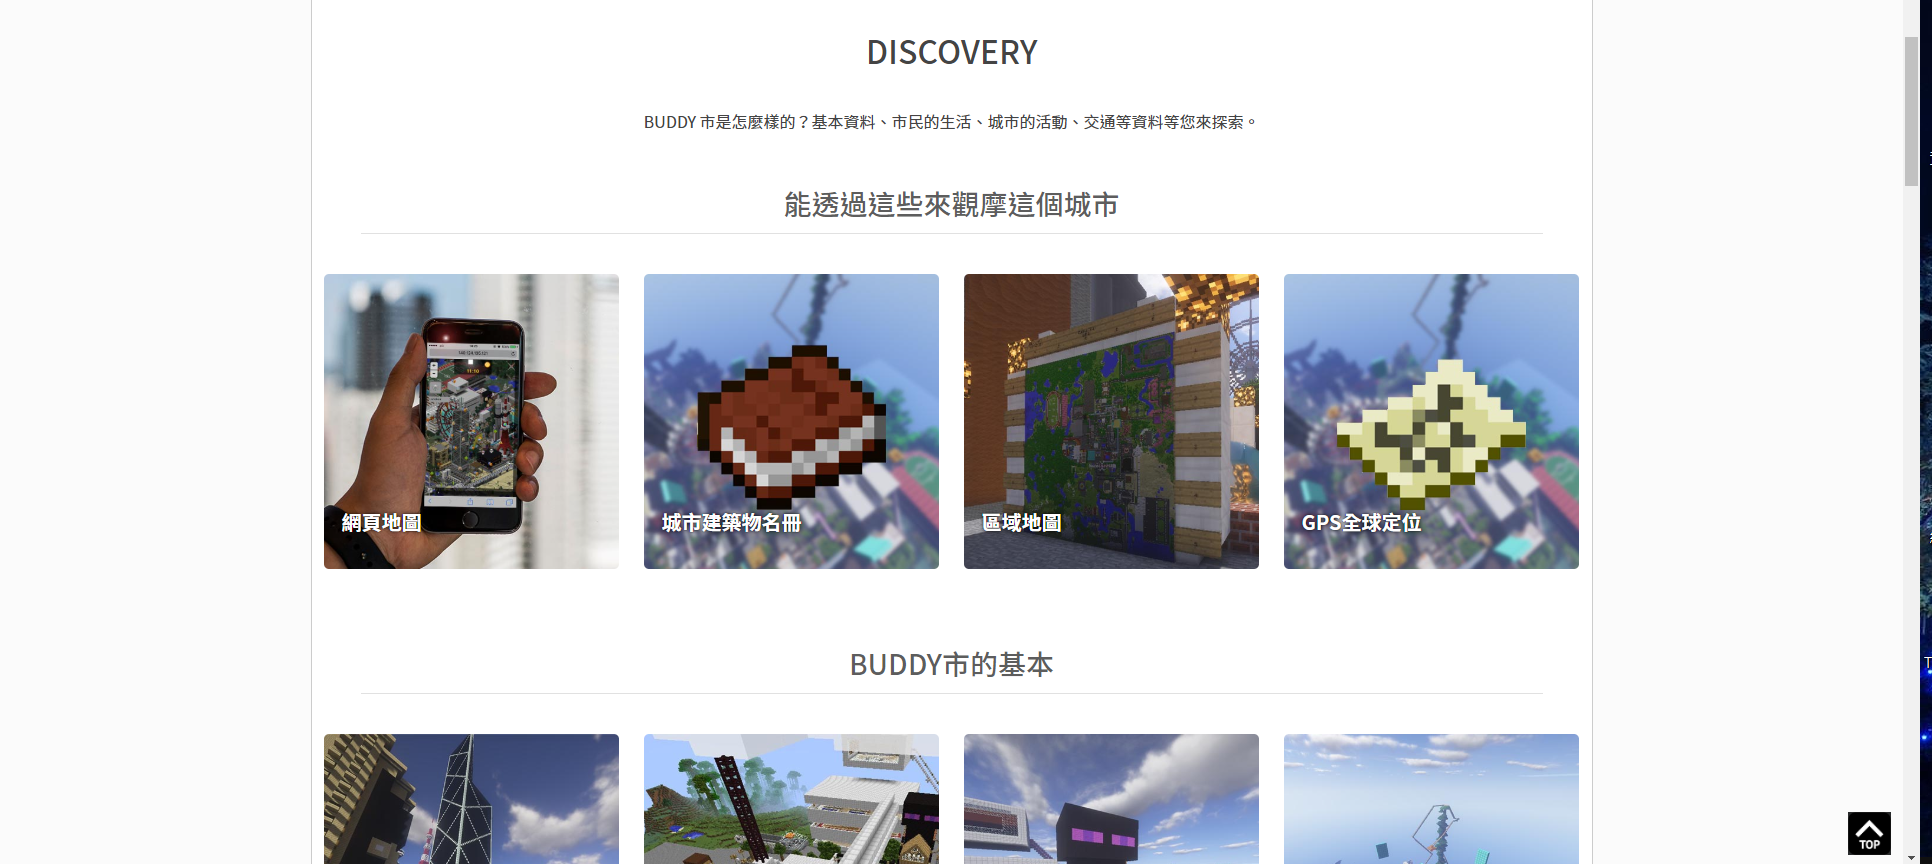 DISCOVERY
BUDDY 市是怎麼樣的？基本資料、市民的生活、城市的活動、交通等資料等您來探索。
能透過這些來觀摩這個城市
網頁地圖
城市建築物名冊
區域地圖
GPS全球定位
BUDDY市的基本
TOP